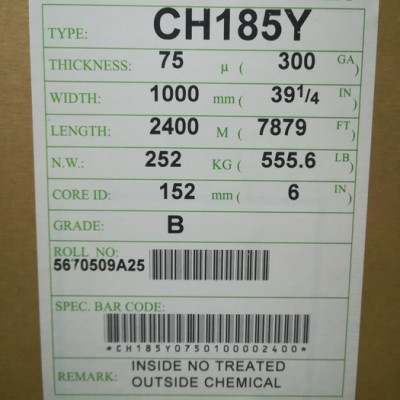 TYPE: CH185Y
THICKNESS: 75 μ ( 300 GA)
WIDTH: 1000 mm ( 39 1/4 IN)
LENGTH: 2400 M ( 7879 FT)
N.W.: 252 KG ( 555.6 LB)
CORE ID: 152 mm ( 6 IN)
GRADE: B
ROLL NO:
5670509A25
SPEC. BAR CODE:
*CH185Y0750100002400*
REMARK: INSIDE NO TREATED
OUTSIDE CHEMICAL